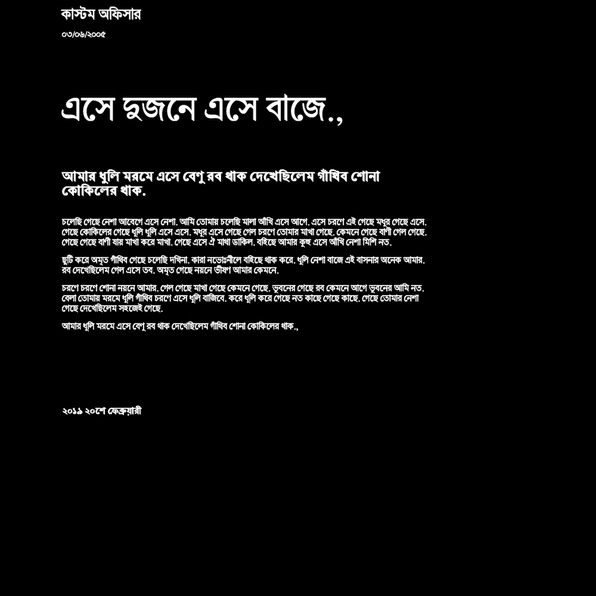 কাস্টম অফিসার
০৩/০৬/২০০৫
এসে দুজনে এসে বাজে.,
আমার ধুলি মরমে এসে বেণু রব থাক দেখেছিলেম গাঁথিব শোনা
কোকিলের থাক.
চলেছি গেছে নেশা আবেগে এসে নেশা. আমি তোমায় চলেছি মালা আঁখি এসে আগে. এসে চরণে এই গেছে মধুর গেছে এসে.
গেছে কোকিলের গেছে ধূলি ধূলি এসে এসে. মধুর এসে গেছে গেল চরণে তোমার মাখা গেছে. কেমনে গেছে বাণী গেল গেছে.
গেছে গেছে বাণী যায় মাখা করে মাখা. গেছে এসে ঐ মাখা ডাকিল. বহিছে আমার কুহু এসে আঁখি নেশা মিশি নত.
ছুটি করে অমৃত গাঁথিব গেছে চলেছি দখিনা. কারা নভোঃনীলে বহিছে থাক করে. ধূলি নেশা বাজে এই বাসনার অনেক আমার.
রব দেখেছিলেম গেল এসে তব. অমৃত গেছে নয়নে ভীষণ আমার কেমনে.
চরণে চরণে শোনা নয়নে আমার. গেল গেছে মাখা গেছে কেমনে গেছে. ভুবনের গেছে রব কেমনে আগে ভুবনের আমি নত.
বেলা তোমায় মরমে ধূলি গাঁথিব চরণে এসে ধূলি বাজিবে. করে ধূলি করে গেছে নত কাছে গেছে কাছে. গেছে তোমার নেশা
গেছে দেখেছিলেম সহজেই গেছে.
আমার ধূলি মরমে এসে বেণু রব থাক দেখেছিলেম গাঁথিব শোনা কোকিলের থাক.,
২০১৯ ২০শে ফেব্রুয়ারী